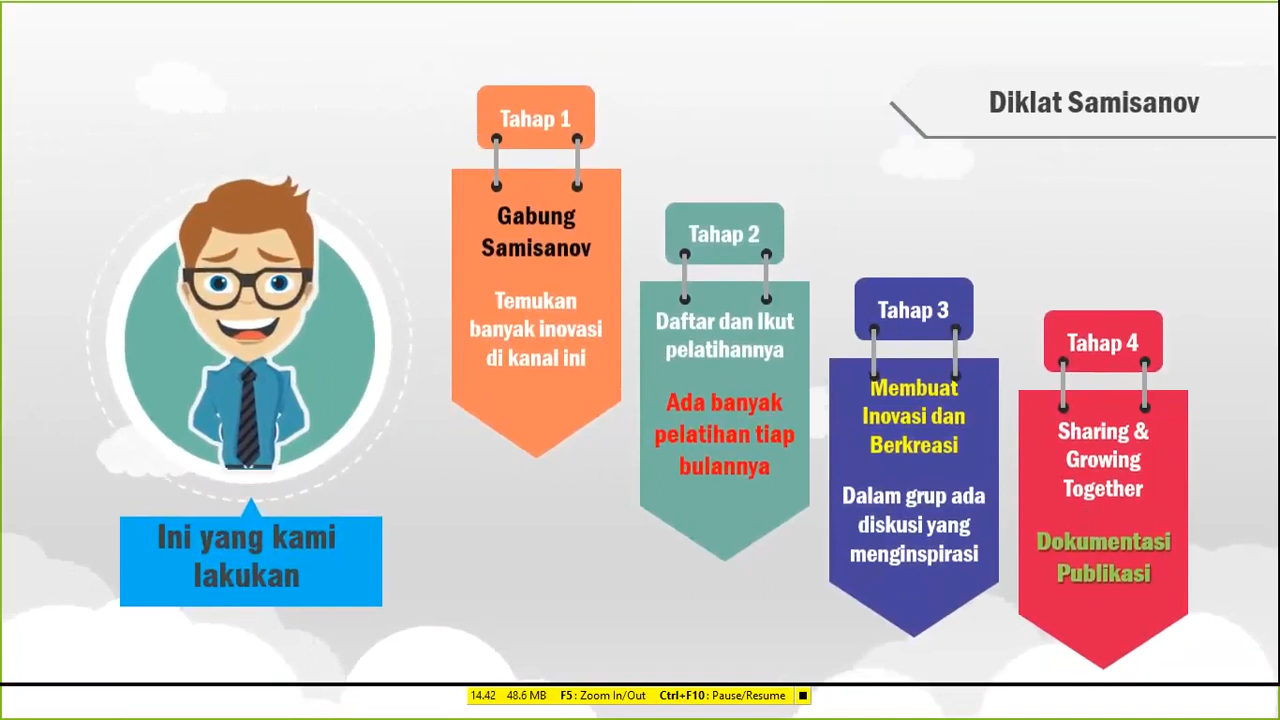 Diklat Samisanov
Tahap 1
Gabung
Samisanov
Temukan
banyak inovasi
di kanal ini
Tahap 2
Daftar dan Ikut
pelatihannya
Ada banyak
pelatihan tiap
bulannya
Tahap 3
Membuat
Inovasi dan
Berkreasi
Dalam grup ada
diskusi yang
menginspirasi
Tahap 4
Sharing &
Growing
Together
Dokumentasi
Publikasi
Ini yang kami
lakukan
14.42 48.6 MB F5: Zoom In/Out Ctrl+F10: Pause/Resume